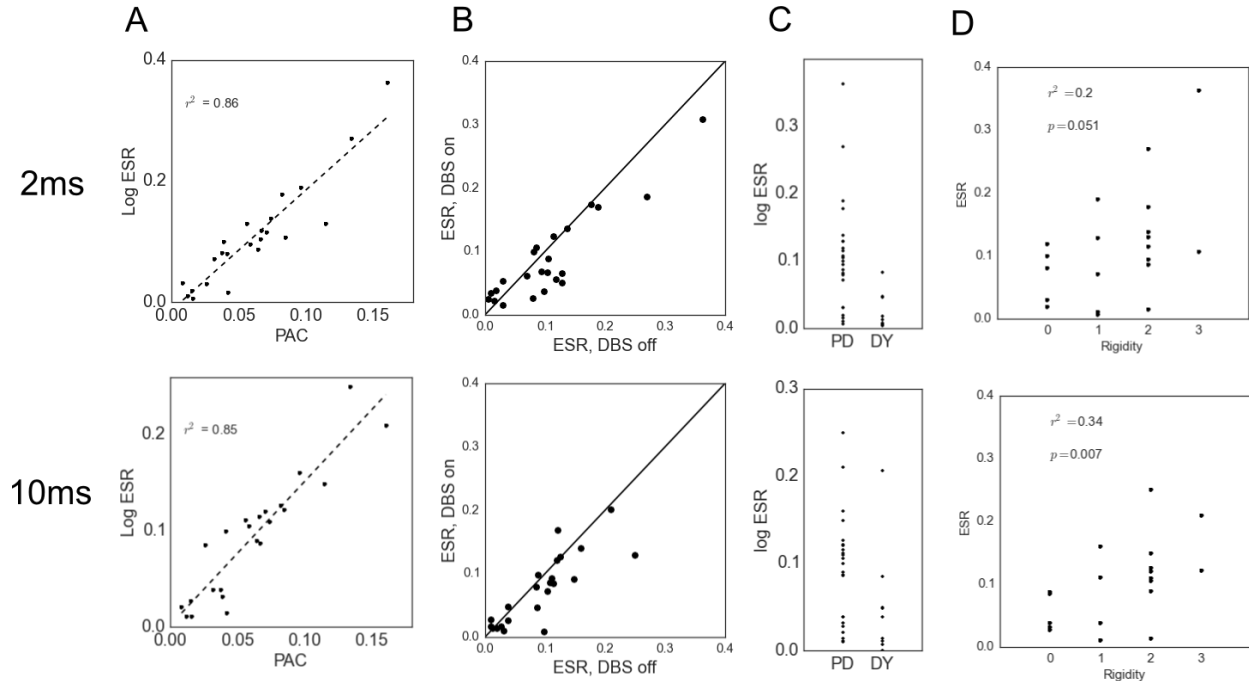 A
B
C
D
2ms
Log ESR
0.4
0.2
0.0
r² = 0.86
0.00 0.05 0.10 0.15
PAC
ESR, DBS on
0.4
0.3
0.2
0.1
0.0
0.0 0.1 0.2 0.3 0.4
ESR, DBS off
log ESR
0.3
0.2
0.1
0.0
PD DY
ESR
0.4
0.3
0.2
0.1
0.0
r² =0.2
p=0.051
0 1 2 3
Rigidity
10ms
Log ESR
0.2
0.1
0.0
r² = 0.85
0.00 0.05 0.10 0.15
PAC
ESR, DBS on
0.4
0.3
0.2
0.1
0.0
0.0 0.1 0.2 0.3 0.4
ESR, DBS off
log ESR
0.3
0.2
0.1
0.0
PD DY
ESR
0.4
0.3
0.2
0.1
0.0
r² =0.34
p=0.007
0 1 2 3
Rigidity